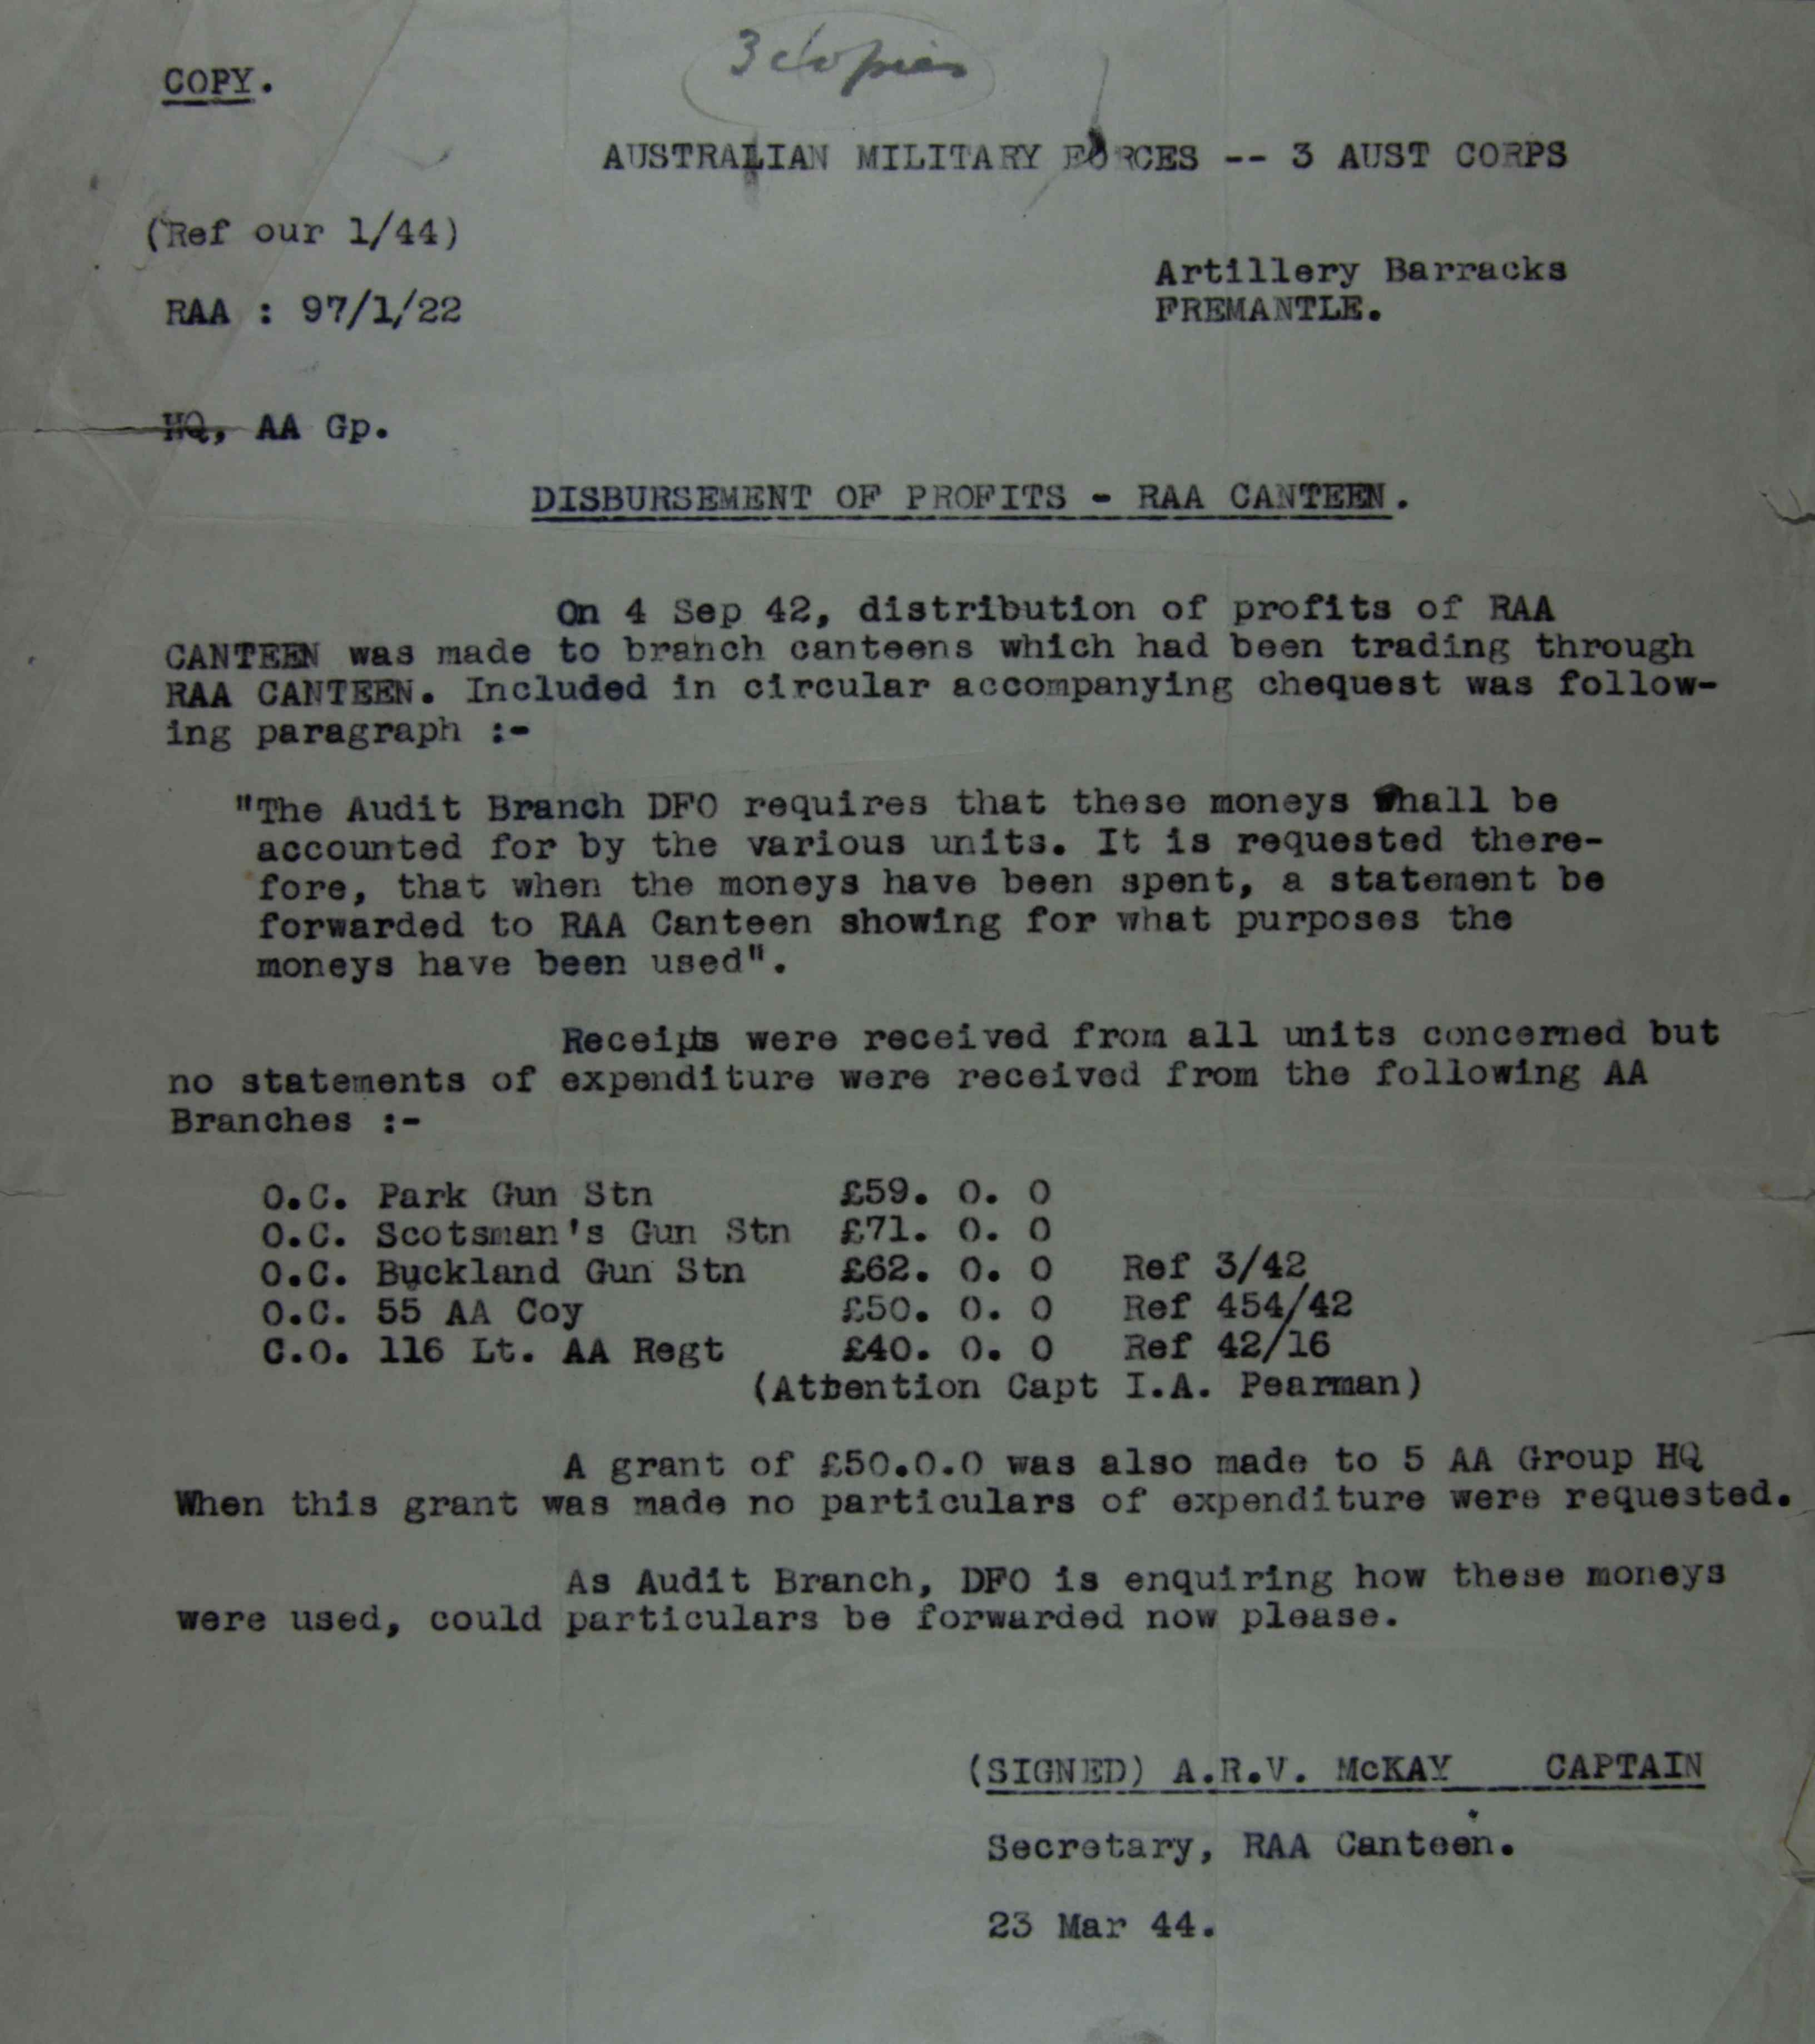 3 copies
COPY.
AUSTRALIAN MILITARY FORCES -- 3 AUST CORPS
(Ref our 1/44)
Artillery Barracks
RAA : 97/1/22
FREMANTLE.
HQ, AA Gp.
DISBURSEMENT OF PROFITS - RAA CANTEEN.
On 4 Sep 42, distribution of profits of RAA
CANTEEN was made to branch canteens which had been trading through
RAA CANTEEN. Included in circular accompanying chequest was follow-
ing paragraph :-
"The Audit Branch DFO requires that these moneys shall be
accounted for by the various units. It is requested there-
fore, that when the moneys have been spent, a statement be
forwarded to RAA Canteen showing for what purposes the
moneys have been used".
Receipts were received from all units concerned but
no statements of expenditure were received from the following AA
Branches :-
O.C. Park Gun Stn £59. 0. 0
O.C. Scotsman's Gun Stn £71. 0. 0
O.C. Buckland Gun Stn £62. 0. 0 Ref 3/42
O.C. 55 AA Coy £50. 0. 0 Ref 454/42
C.O. 116 Lt. AA Regt £40. 0. 0 Ref 42/16
(Attention Capt I.A. Pearman)
A grant of £50.0.0 was also made to 5 AA Group HQ
When this grant was made no particulars of expenditure were requested.
As Audit Branch, DFO is enquiring how these moneys
were used, could particulars be forwarded now please.
(SIGNED) A.R.V. McKAY CAPTAIN
Secretary, RAA Canteen.
23 Mar 44.